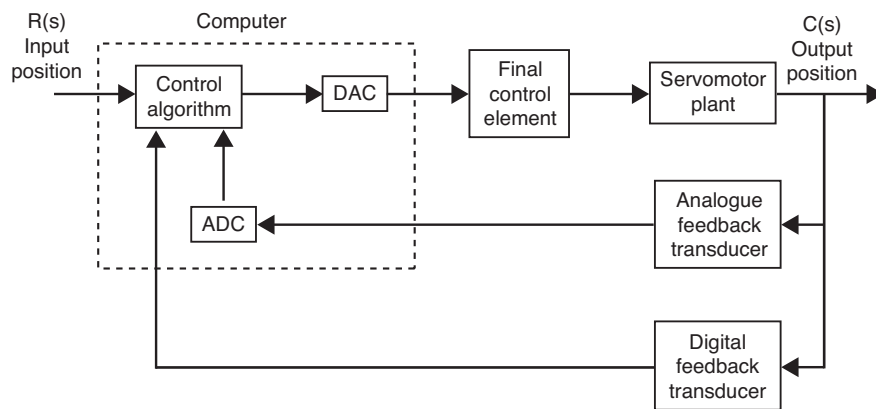 R(s)
Input
position
Computer
Control
algorithm
DAC
Final
control
element
Servomotor
plant
C(s)
Output
position
ADC
Analogue
feedback
transducer
Digital
feedback
transducer